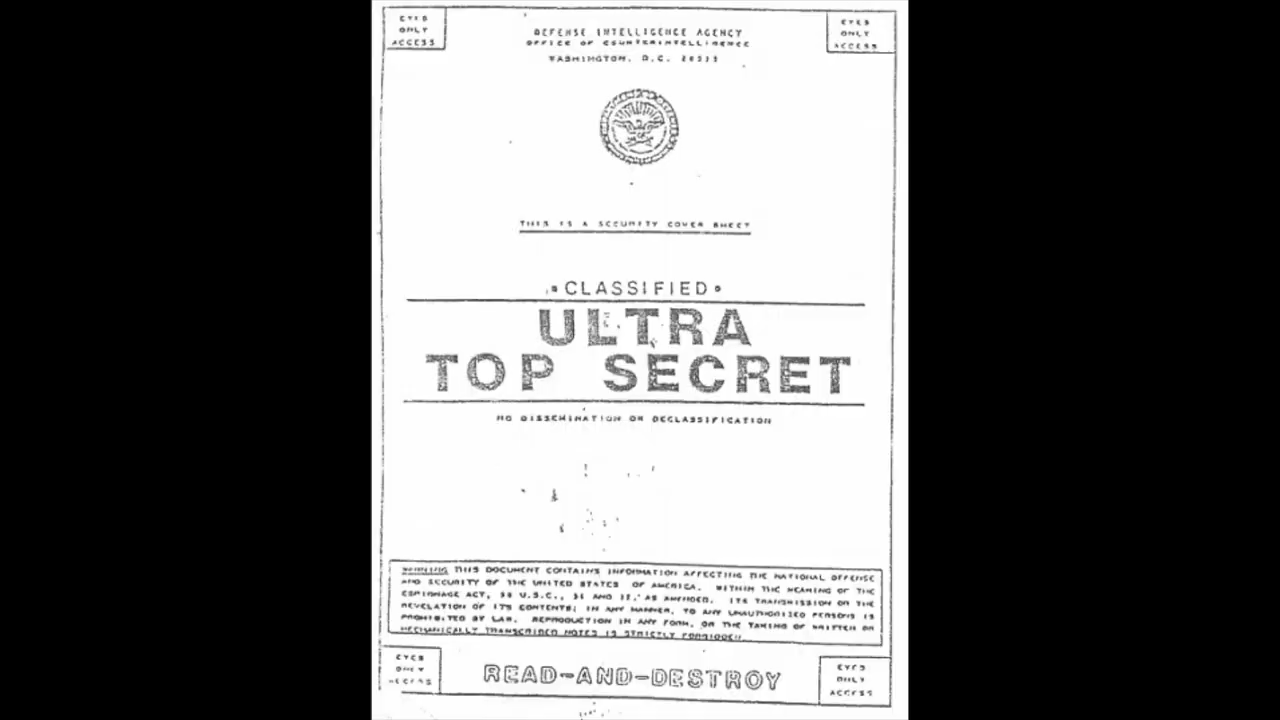 EYES
ONLY
ACCESS
EYES
ONLY
ACCESS
DEFENSE INTELLIGENCE AGENCY
OFFICE OF COUNTERINTELLIGENCE
WASHINGTON, D.C.
THIS IS A SECURITY COVER SHEET
CLASSIFIED
ULTRA
TOP SECRET
NO DISSEMINATION OR DECLASSIFICATION
WARNING THIS DOCUMENT CONTAINS INFORMATION AFFECTING THE NATIONAL DEFENSE
AND SECURITY OF THE UNITED STATES OF AMERICA. WITHIN THE MEANING OF THE
ESPIONAGE ACT, U.S.C., AND AS AMENDED. ITS TRANSMISSION OR THE
REVELATION OF ITS CONTENTS; IN ANY MANNER, TO ANY UNAUTHORIZED PERSONS IS
PROHIBITED BY LAW. REPRODUCTION IN ANY FORM, OR THE TAKING OF WRITTEN OR
MECHANICALLY TRANSCRIBED NOTES IS STRICTLY FORBIDDEN
EYES
ONLY
ACCESS
READ-AND-DESTROY
EYES
ONLY
ACCESS